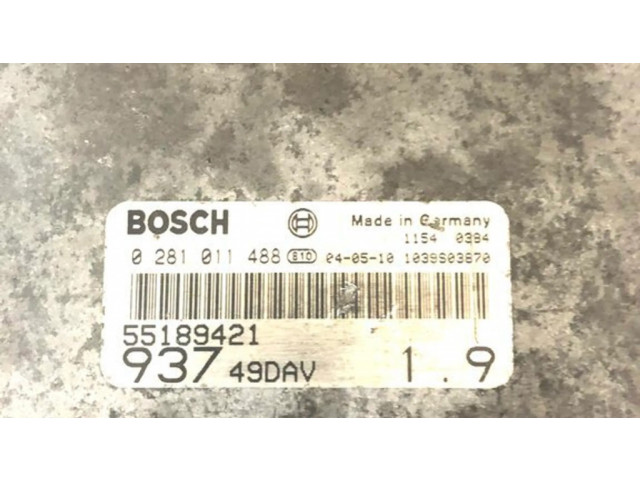 BOSCH Made in Germany
1154 0394
0 281 011 488 810 04-05-10 1039S03870
55189421
937 49DAV 1.9